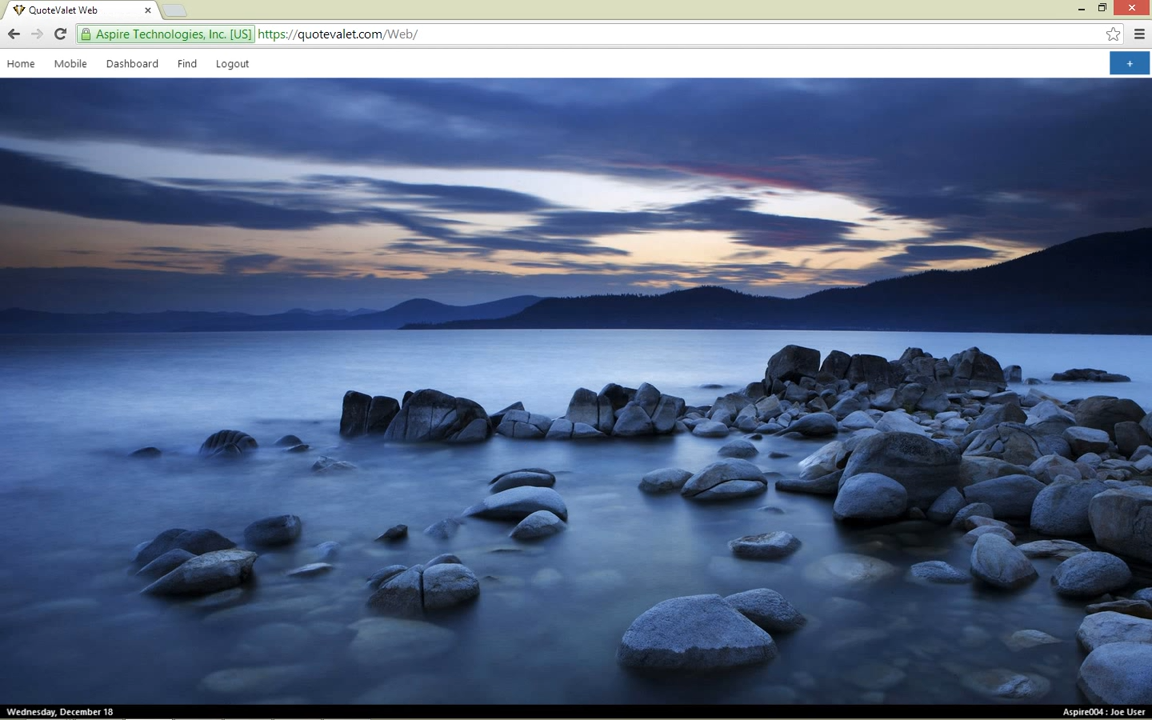 QuoteValet Web
Aspire Technologies, Inc. [US] https://quotevalet.com/Web/
Home Mobile Dashboard Find Logout +
Wednesday, December 18 Aspire004 : Joe User